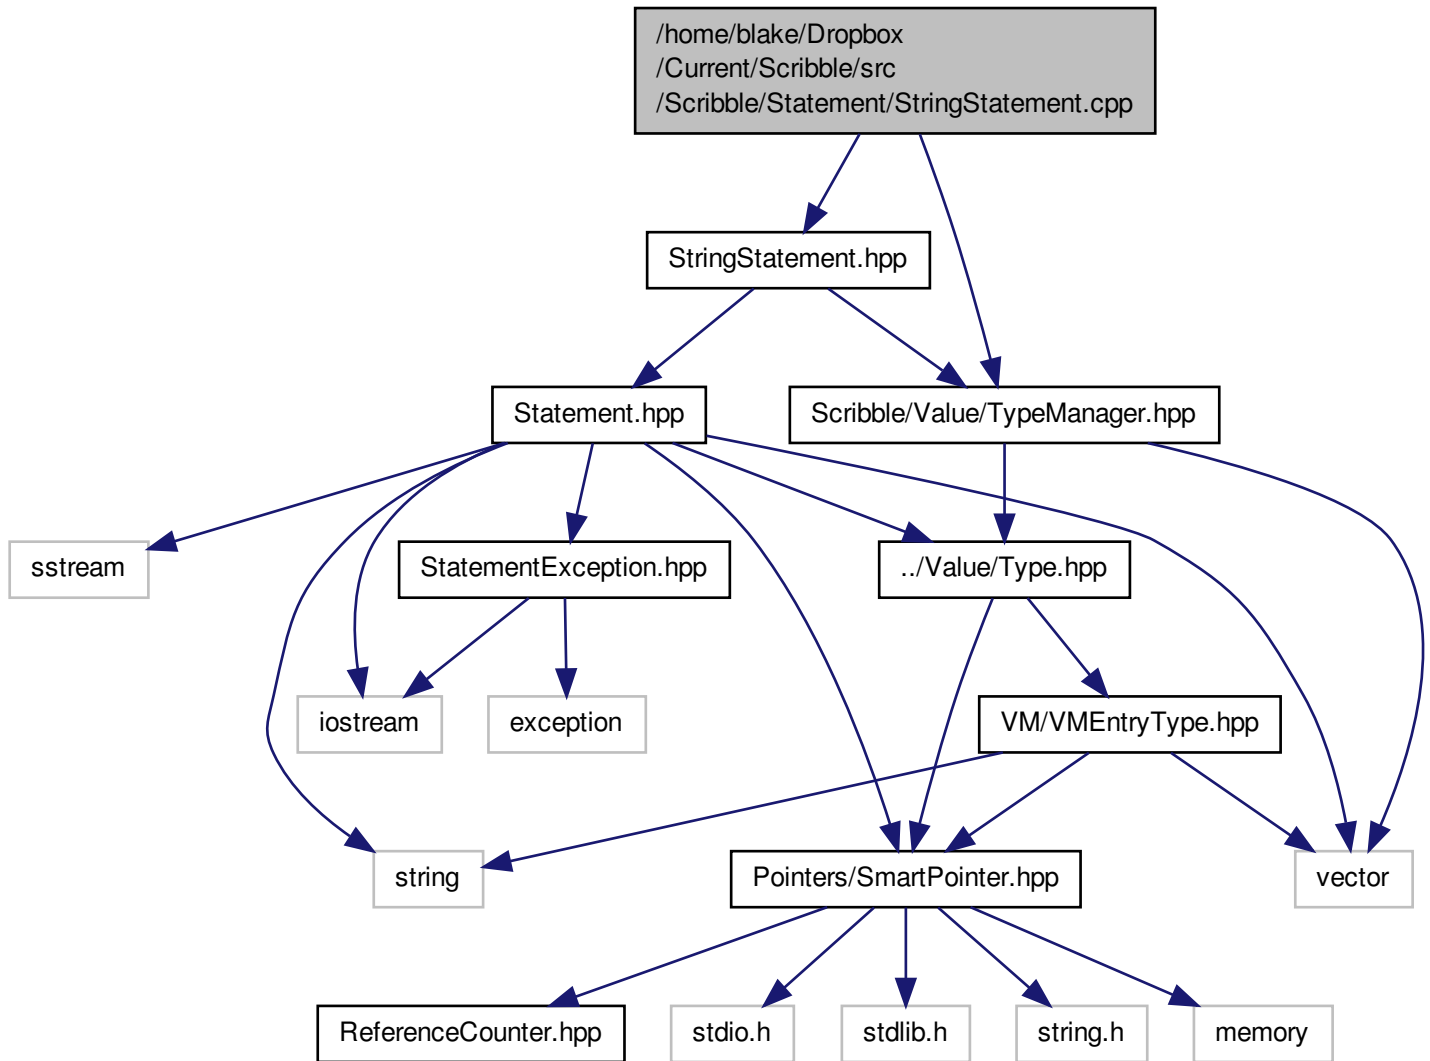 /home/blake/Dropbox
/Current/Scribble/src
/Scribble/Statement/StringStatement.cpp
StringStatement.hpp
Statement.hpp
Scribble/Value/TypeManager.hpp
sstream
StatementException.hpp
../Value/Type.hpp
iostream
exception
VM/VMEntryType.hpp
string
Pointers/SmartPointer.hpp
vector
ReferenceCounter.hpp
stdio.h
stdlib.h
string.h
memory